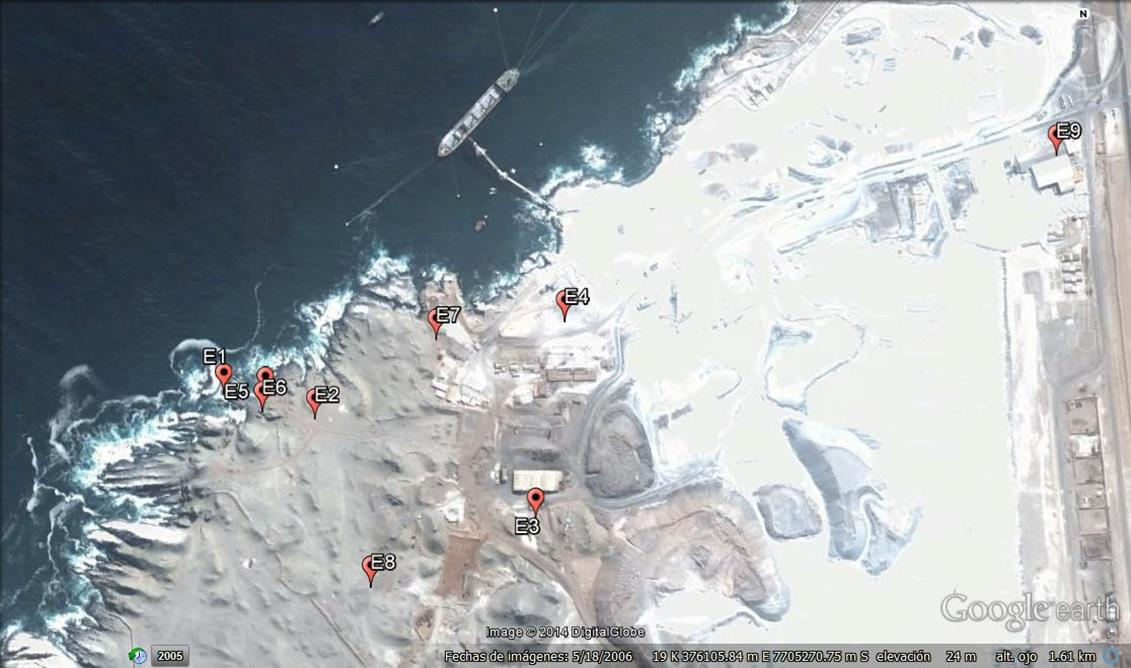 N
E9
E4
E7
E1
E5
E6
E2
E3
E8
Google earth
Image © 2014 DigitalGlobe
2005
Fechas de imágenes: 5/18/2006 19 K 376105.84 m E 7705270.75 m S elevación 24 m alt. ojo 1.61 km